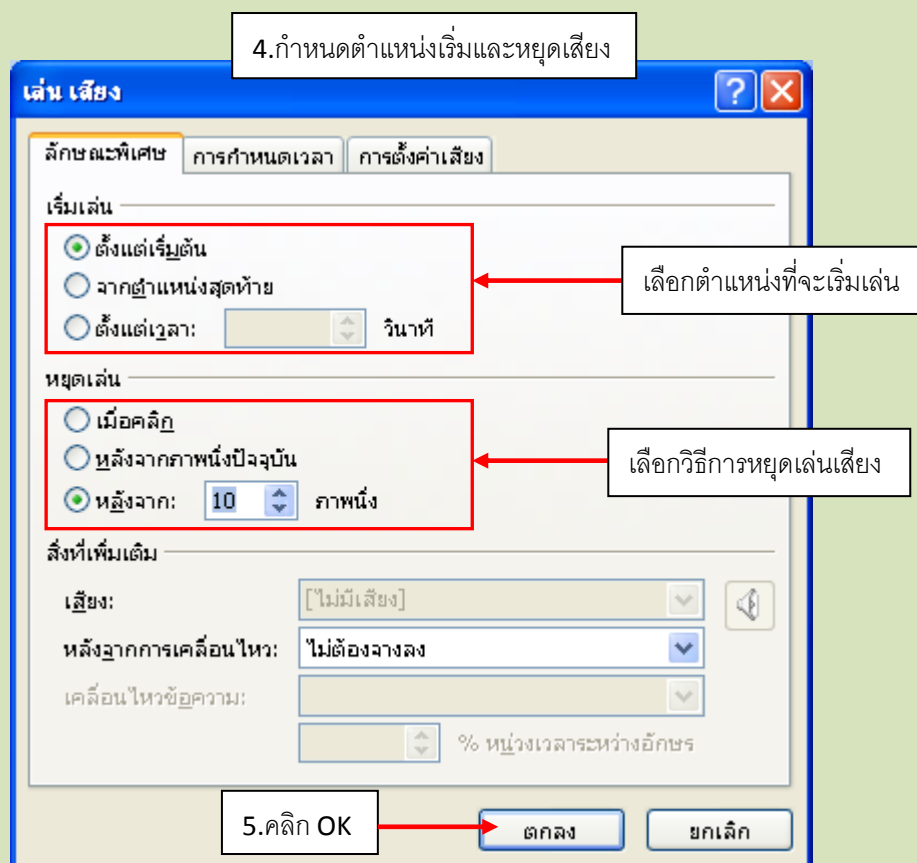 4.กำหนดตำแหน่งเริ่มและหยุดเสียง
เล่น เสียง
ลักษณะพิเศษ การกำหนดเวลา การตั้งค่าเสียง
เริ่มเล่น
ตั้งแต่เริ่มต้น
จากตำแหน่งสุดท้าย
เลือกตำแหน่งที่จะเริ่มเล่น
ตั้งแต่เวลา: วินาที
หยุดเล่น
เมื่อคลิก
หลังจากภาพนิ่งปัจจุบัน
เลือกวิธีการหยุดเล่นเสียง
หลังจาก: 10 ภาพนิ่ง
สิ่งที่เพิ่มเติม
เสียง: [ไม่มีเสียง]
หลังจากการเคลื่อนไหว: ไม่ต้องจางลง
เคลื่อนไหวข้อความ:
% หน่วงเวลาระหว่างอักษร
5.คลิก OK
ตกลง ยกเลิก